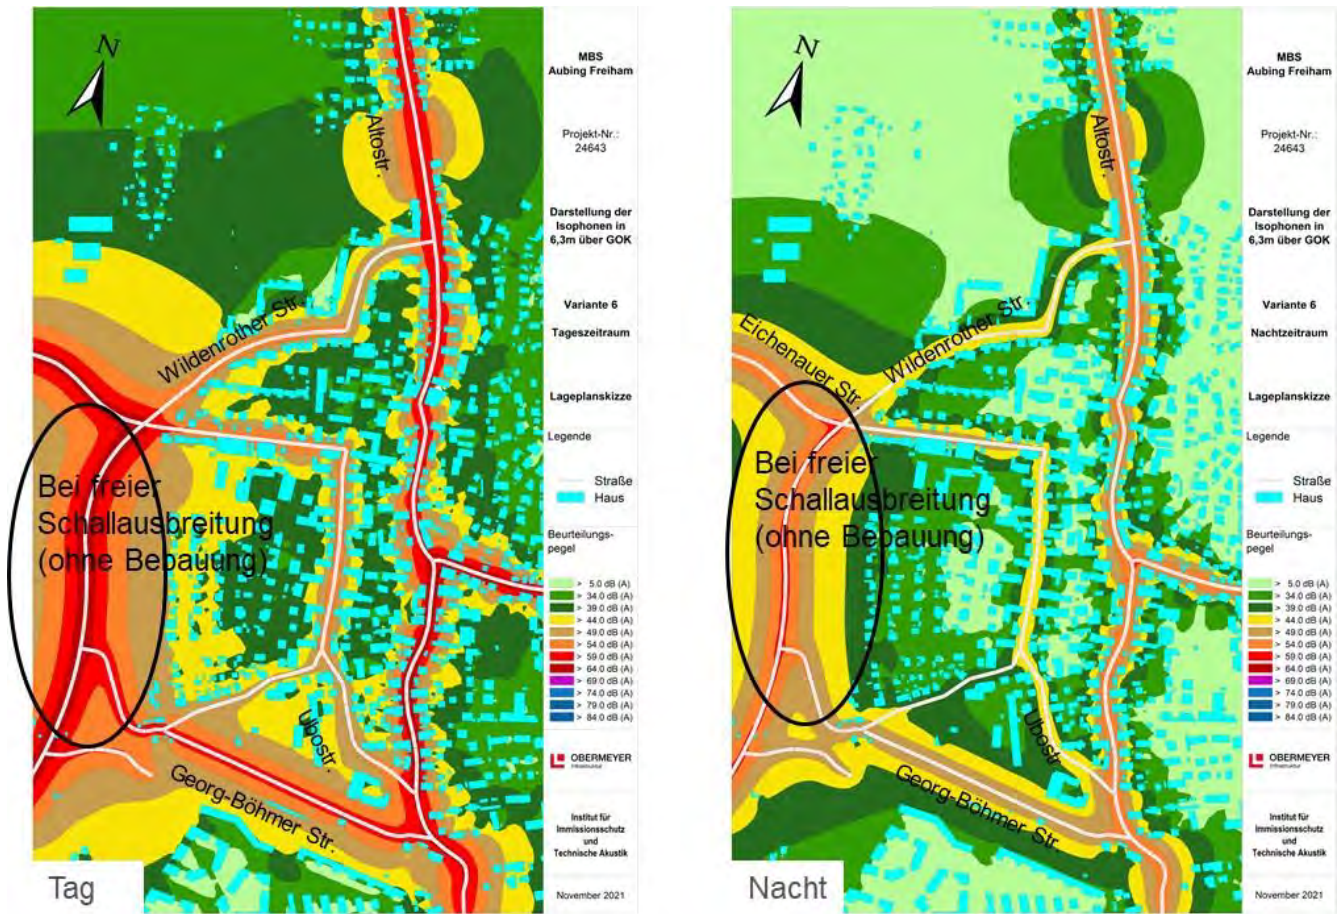 N
Altostr.
Wildenrother Str.
Bei freier
Schallausbreitung
(ohne Bebauung)
Ubostr.
Georg-Böhmer Str.
Tag
MBS
Aubing Freiham
Projekt-Nr.:
24643
Darstellung der
Isophonen in
6,3m über GOK
Variante 6
Tageszeitraum
Lageplanskizze
Legende
Straße
Haus
Beurteilungs-
pegel
> 5.0 dB (A)
> 34.0 dB (A)
> 39.0 dB (A)
> 44.0 dB (A)
> 49.0 dB (A)
> 54.0 dB (A)
> 59.0 dB (A)
> 64.0 dB (A)
> 69.0 dB (A)
> 74.0 dB (A)
> 79.0 dB (A)
> 84.0 dB (A)
OBERMEYER
Infrastruktur
Institut für
Immissionsschutz
und
Technische Akustik
November 2021
N
Altostr.
Eichenauer Str.
Wildenrother Str.
Bei freier
Schallausbreitung
(ohne Bebauung)
Ubostr.
Georg-Böhmer Str.
Nacht
MBS
Aubing Freiham
Projekt-Nr.:
24643
Darstellung der
Isophonen in
6,3m über GOK
Variante 6
Nachtzeitraum
Lageplanskizze
Legende
Straße
Haus
Beurteilungs-
pegel
> 5.0 dB (A)
> 34.0 dB (A)
> 39.0 dB (A)
> 44.0 dB (A)
> 49.0 dB (A)
> 54.0 dB (A)
> 59.0 dB (A)
> 64.0 dB (A)
> 69.0 dB (A)
> 74.0 dB (A)
> 79.0 dB (A)
> 84.0 dB (A)
OBERMEYER
Infrastruktur
Institut für
Immissionsschutz
und
Technische Akustik
November 2021